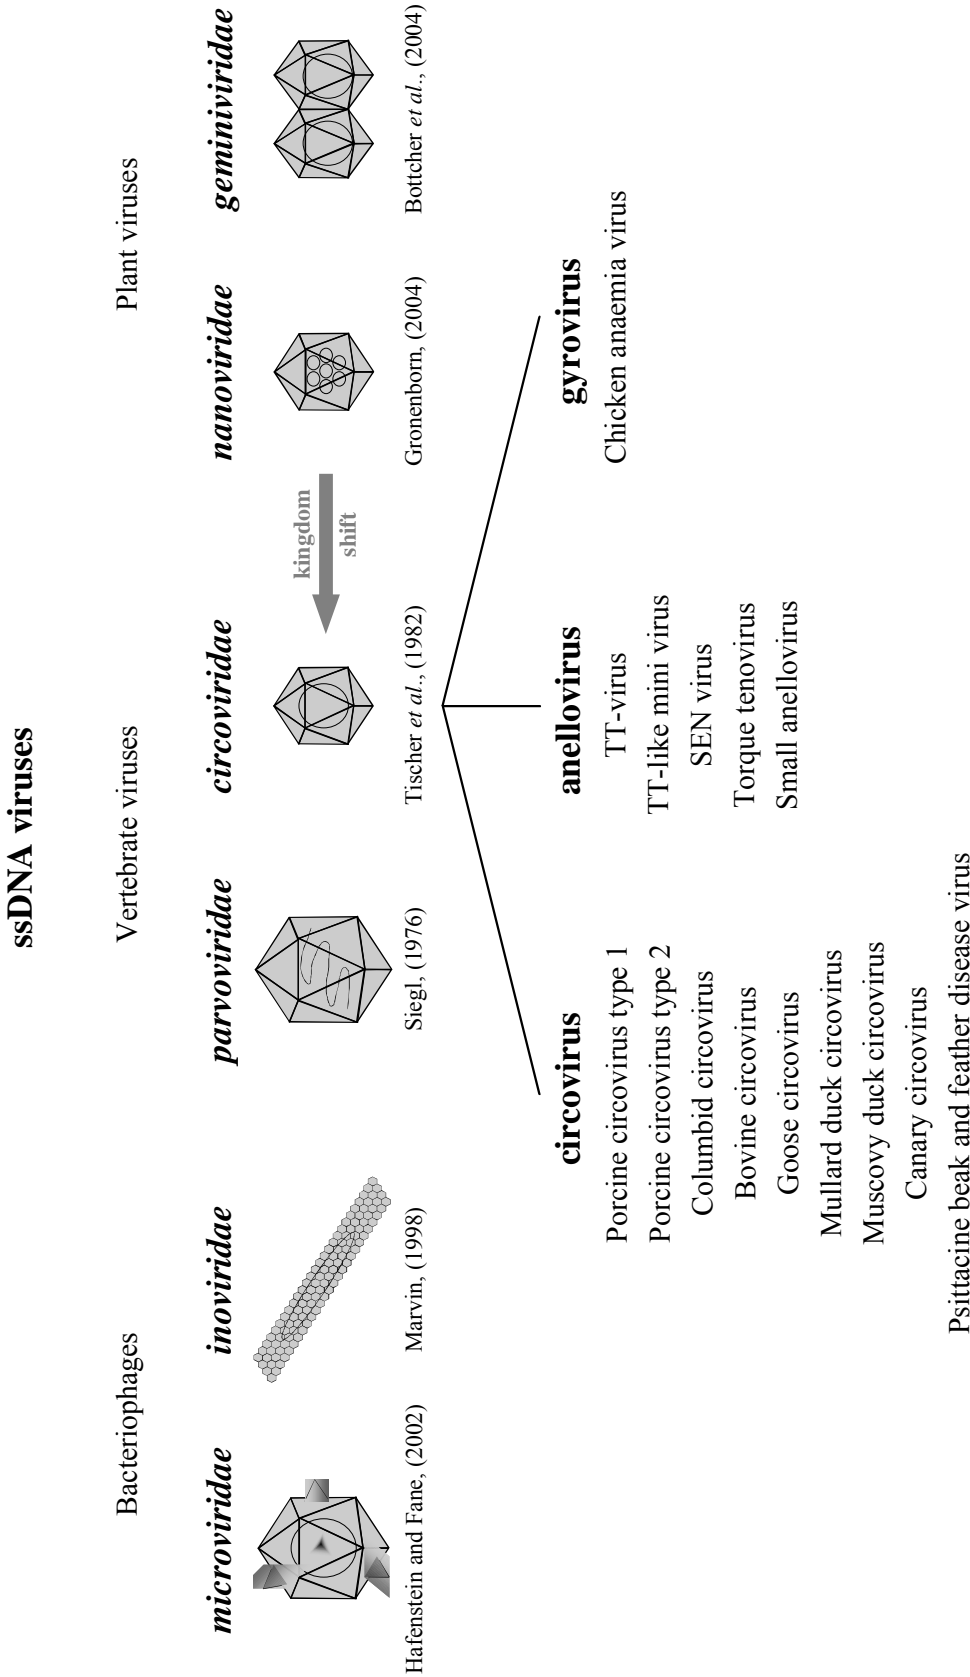 ssDNA viruses
Bacteriophages
Vertebrate viruses
Plant viruses
microviridae
inoviridae
parvoviridae
circoviridae
nanoviridae
geminiviridae
kingdom
shift
Hafenstein and Fane, (2002)
Marvin, (1998)
Siegl, (1976)
Tischer et al., (1982)
Gronenborn, (2004)
Bottcher et al., (2004)
circovirus
Porcine circovirus type 1
Porcine circovirus type 2
Columbid circovirus
Bovine circovirus
Goose circovirus
Mullard duck circovirus
Muscovy duck circovirus
Canary circovirus
Psittacine beak and feather disease virus
anellovirus
TT-virus
TT-like mini virus
SEN virus
Torque tenovirus
Small anellovirus
gyrovirus
Chicken anaemia virus